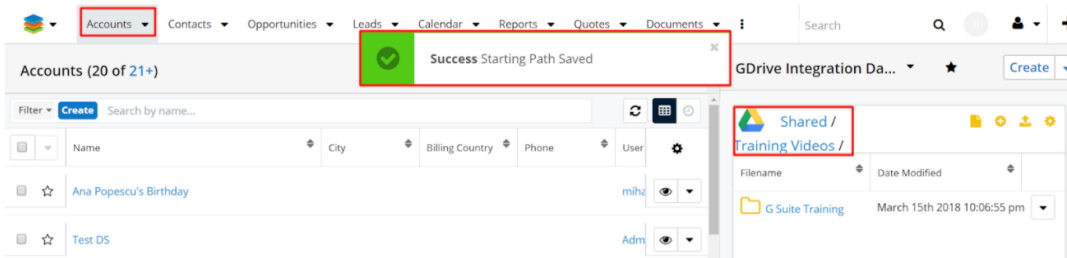 Accounts Contacts Opportunities Leads Calendar Reports Quotes Documents Search
Success Starting Path Saved
Accounts (20 of 21+)
GDrive Integration Da... Create
Filter Create Search by name...
Shared /
Training Videos /
Name City Billing Country Phone User
Filename Date Modified
Ana Popescu's Birthday miha
G Suite Training March 15th 2018 10:06:55 pm
Test DS Adm